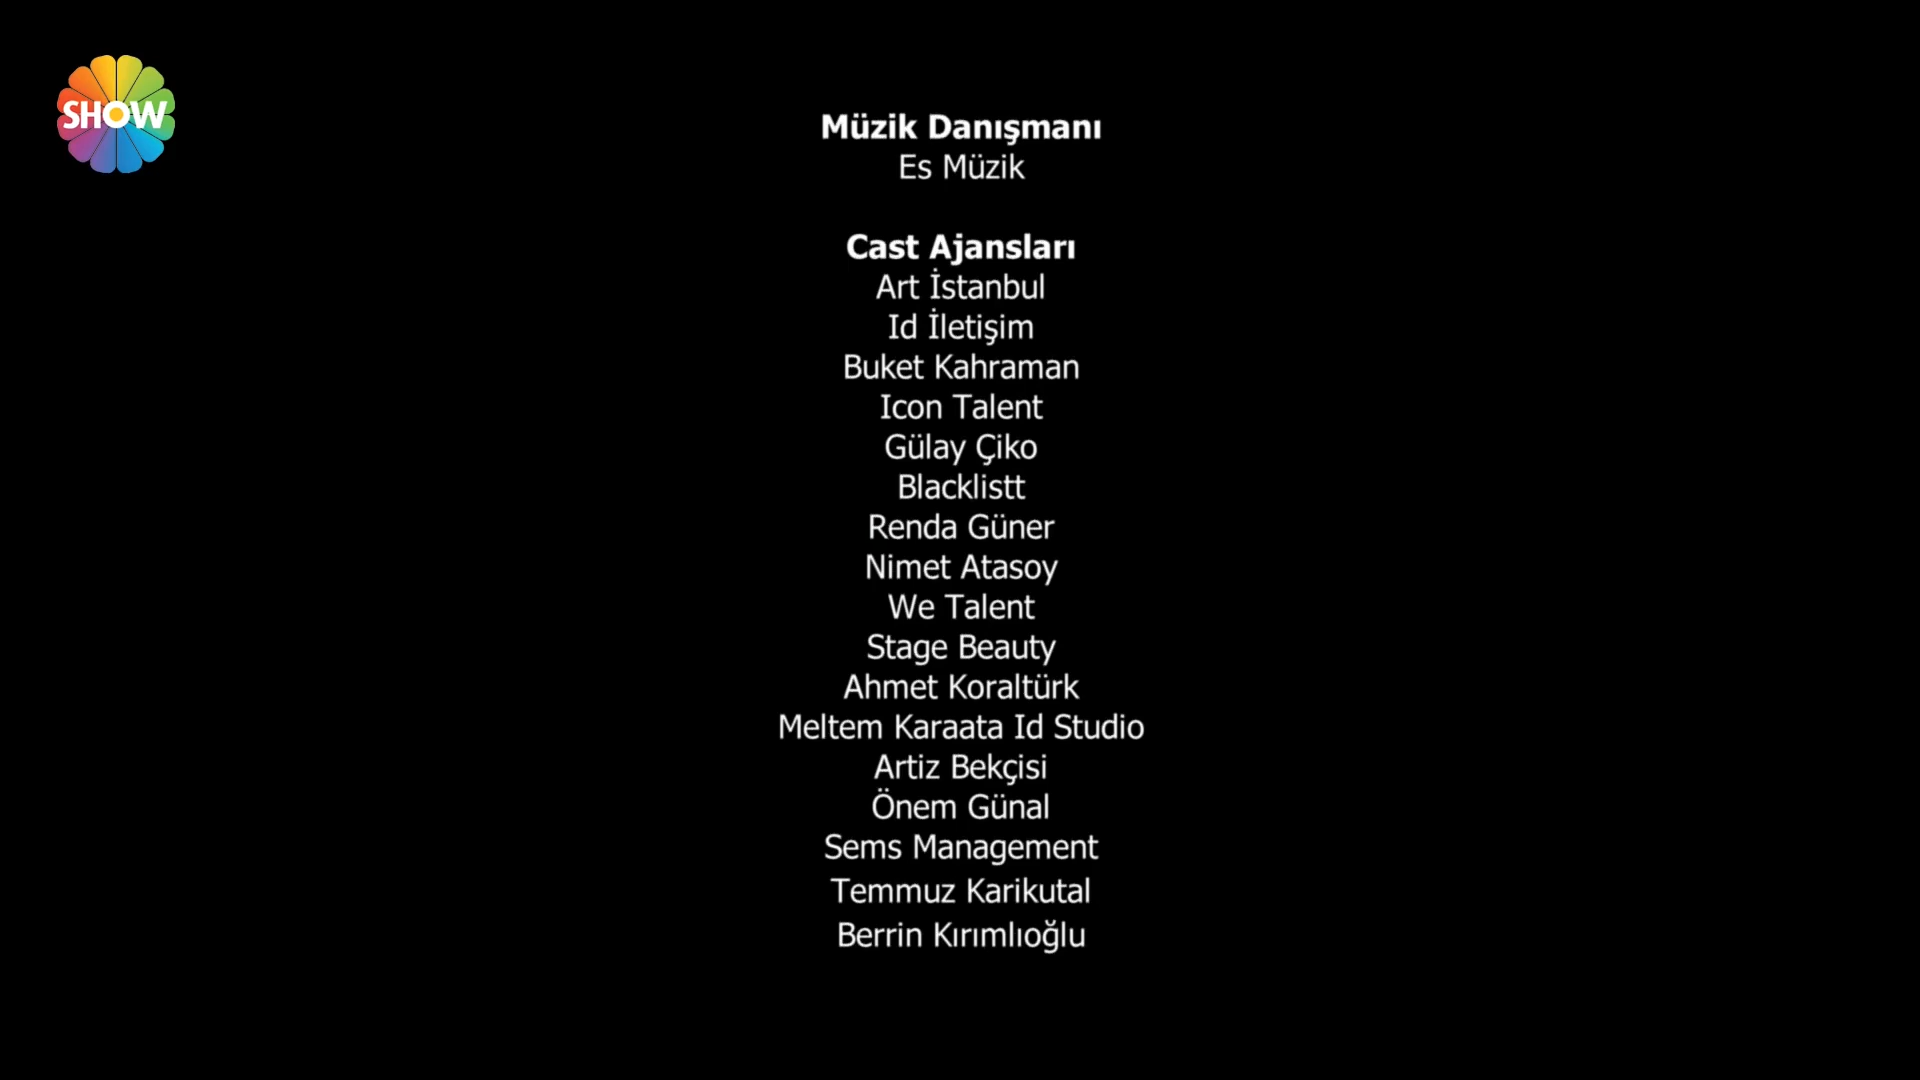 SHOW
Müzik Danışmanı
Es Müzik
Cast Ajansları
Art İstanbul
Id İletişim
Buket Kahraman
Icon Talent
Gülay Çiko
Blacklistt
Renda Güner
Nimet Atasoy
We Talent
Stage Beauty
Ahmet Koraltürk
Meltem Karaata Id Studio
Artiz Bekçisi
Önem Günal
Sems Management
Temmuz Karikutal
Berrin Kırımlıoğlu